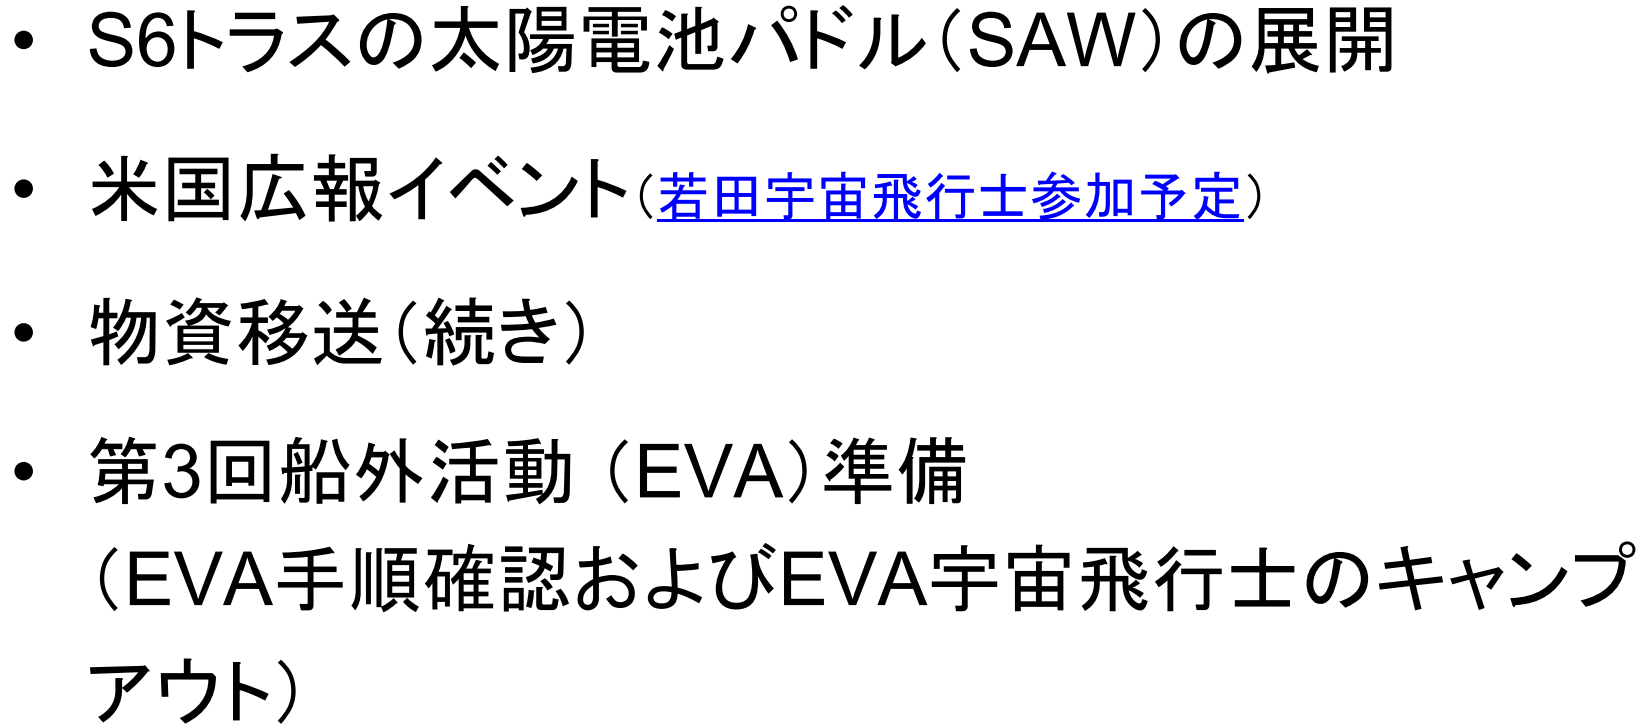 • S6トラスの太陽電池パドル（SAW）の展開
• 米国広報イベント（若田宇宙飛行士参加予定）
• 物資移送（続き）
• 第3回船外活動 （EVA）準備
（EVA手順確認およびEVA宇宙飛行士のキャンプ
アウト）